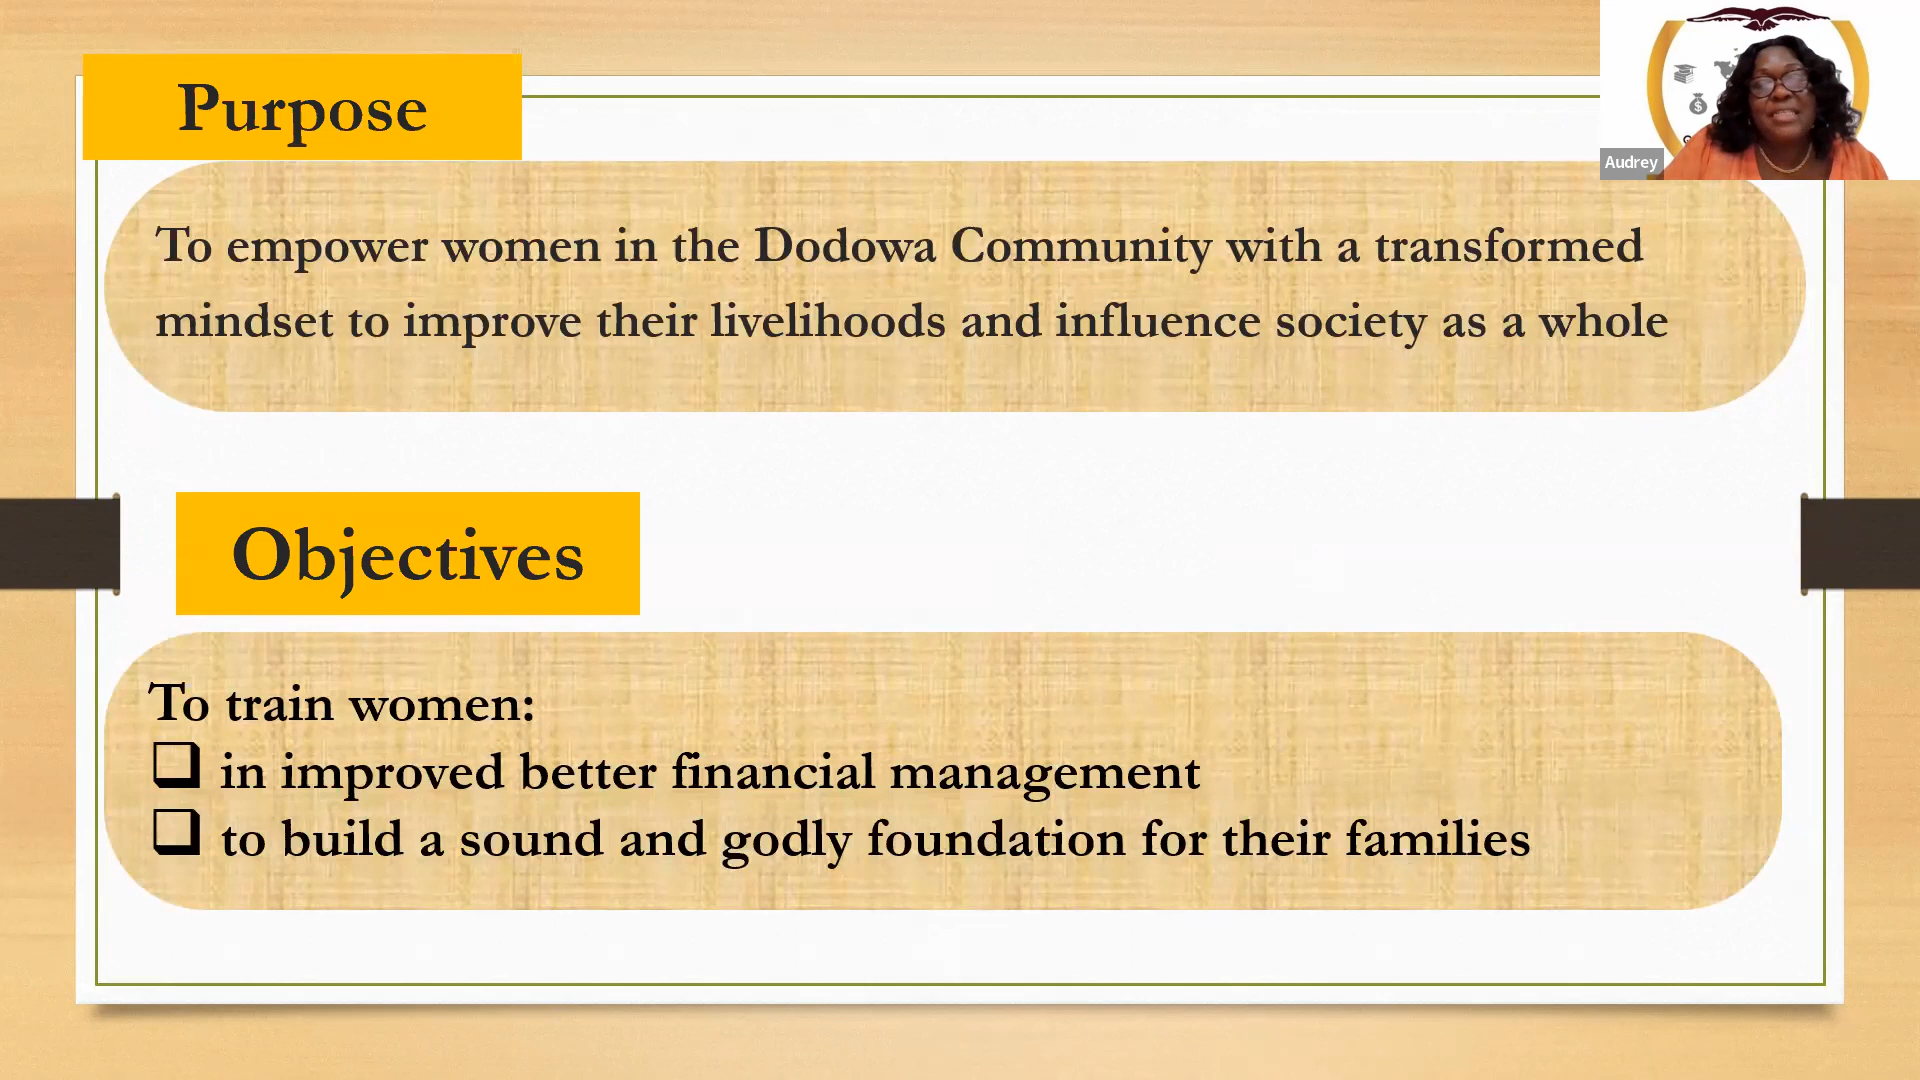 Purpose
To empower women in the Dodowa Community with a transformed
mindset to improve their livelihoods and influence society as a whole
Objectives
To train women:
in improved better financial management
to build a sound and godly foundation for their families
Audrey